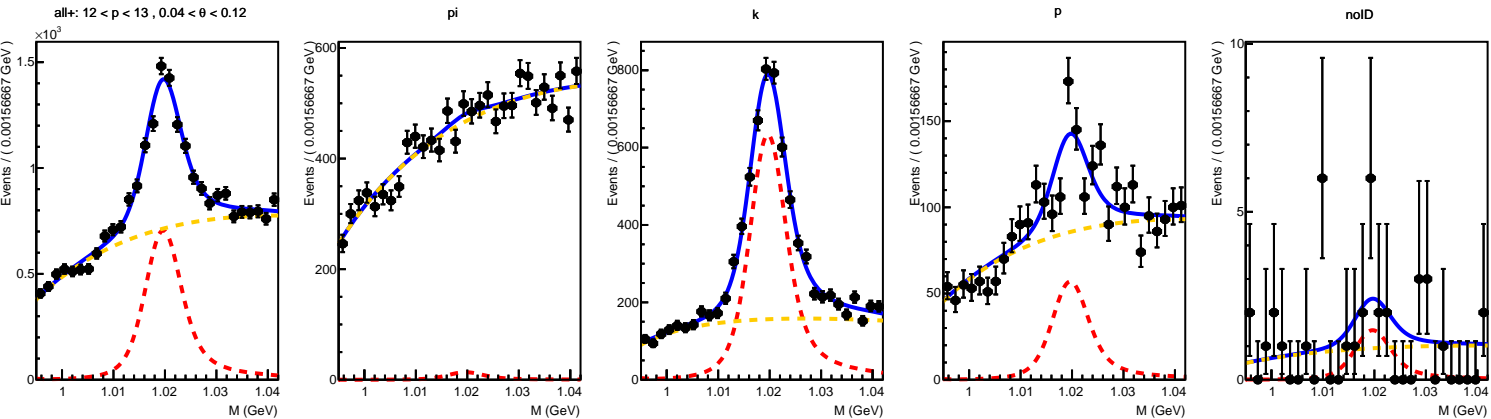 all+: 12 < p < 13 , 0.04 < θ < 0.12
×10³
Events / ( 0.00156667 GeV )
1.5
1
0.5
0
1 1.01 1.02 1.03 1.04
M (GeV)
pi
Events / ( 0.00156667 GeV )
600
400
200
0
1 1.01 1.02 1.03 1.04
M (GeV)
k
Events / ( 0.00156667 GeV )
800
600
400
200
0
1 1.01 1.02 1.03 1.04
M (GeV)
p
Events / ( 0.00156667 GeV )
150
100
50
0
1 1.01 1.02 1.03 1.04
M (GeV)
noID
Events / ( 0.00156667 GeV )
10
5
0
1 1.01 1.02 1.03 1.04
M (GeV)